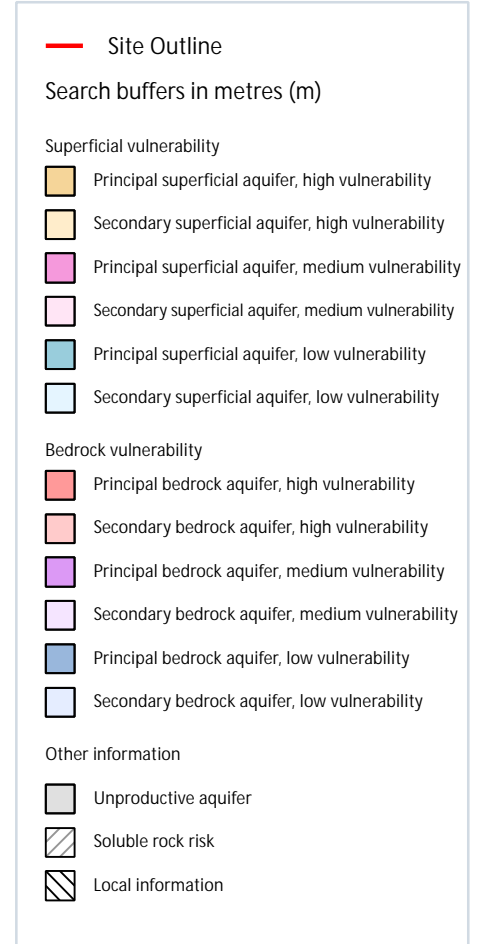 Site Outline
Search buffers in metres (m)
Superficial vulnerability
Principal superficial aquifer, high vulnerability
Secondary superficial aquifer, high vulnerability
Principal superficial aquifer, medium vulnerability
Secondary superficial aquifer, medium vulnerability
Principal superficial aquifer, low vulnerability
Secondary superficial aquifer, low vulnerability
Bedrock vulnerability
Principal bedrock aquifer, high vulnerability
Secondary bedrock aquifer, high vulnerability
Principal bedrock aquifer, medium vulnerability
Secondary bedrock aquifer, medium vulnerability
Principal bedrock aquifer, low vulnerability
Secondary bedrock aquifer, low vulnerability
Other information
Unproductive aquifer
Soluble rock risk
Local information